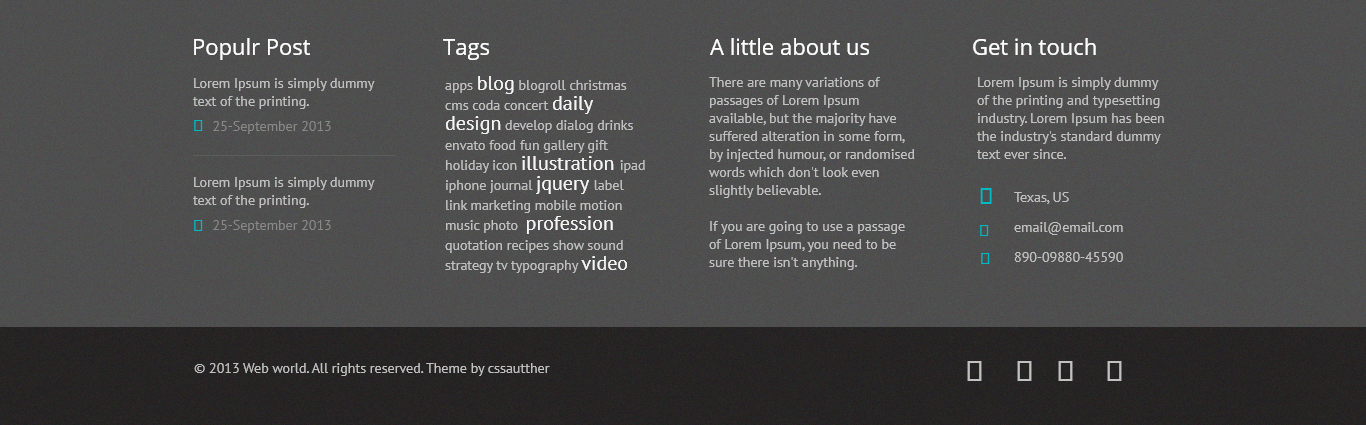 Populr Post
Lorem Ipsum is simply dummy
text of the printing.
25-September 2013
Lorem Ipsum is simply dummy
text of the printing.
25-September 2013
Tags
apps blog blogroll christmas
cms coda concert daily
design develop dialog drinks
envato food fun gallery gift
holiday icon illustration ipad
iphone journal jquery label
link marketing mobile motion
music photo profession
quotation recipes show sound
strategy tv typography video
A little about us
There are many variations of
passages of Lorem Ipsum
available, but the majority have
suffered alteration in some form,
by injected humour, or randomised
words which don't look even
slightly believable.
If you are going to use a passage
of Lorem Ipsum, you need to be
sure there isn't anything.
Get in touch
Lorem Ipsum is simply dummy
of the printing and typesetting
industry. Lorem Ipsum has been
the industry's standard dummy
text ever since.
Texas, US
email@email.com
890-09880-45590
© 2013 Web world. All rights reserved. Theme by cssautther